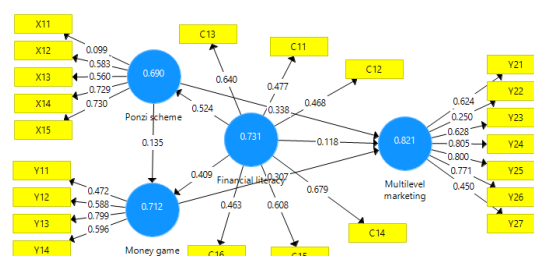 X11
X12
X13
X14
X15
0.099
0.583
0.560
0.729
0.730
0.690
Ponzi scheme
C13
C11
C12
0.640
0.477
0.468
0.524
0.338
0.731
Financial literacy
0.118
0.135
0.409
0.307
0.821
Multilevel
marketing
Y21
Y22
Y23
Y24
Y25
Y26
Y27
0.624
0.250
0.628
0.805
0.800
0.771
0.450
Y11
Y12
Y13
Y14
0.472
0.588
0.799
0.596
0.712
Money game
0.463
0.608
0.679
C16
C15
C14